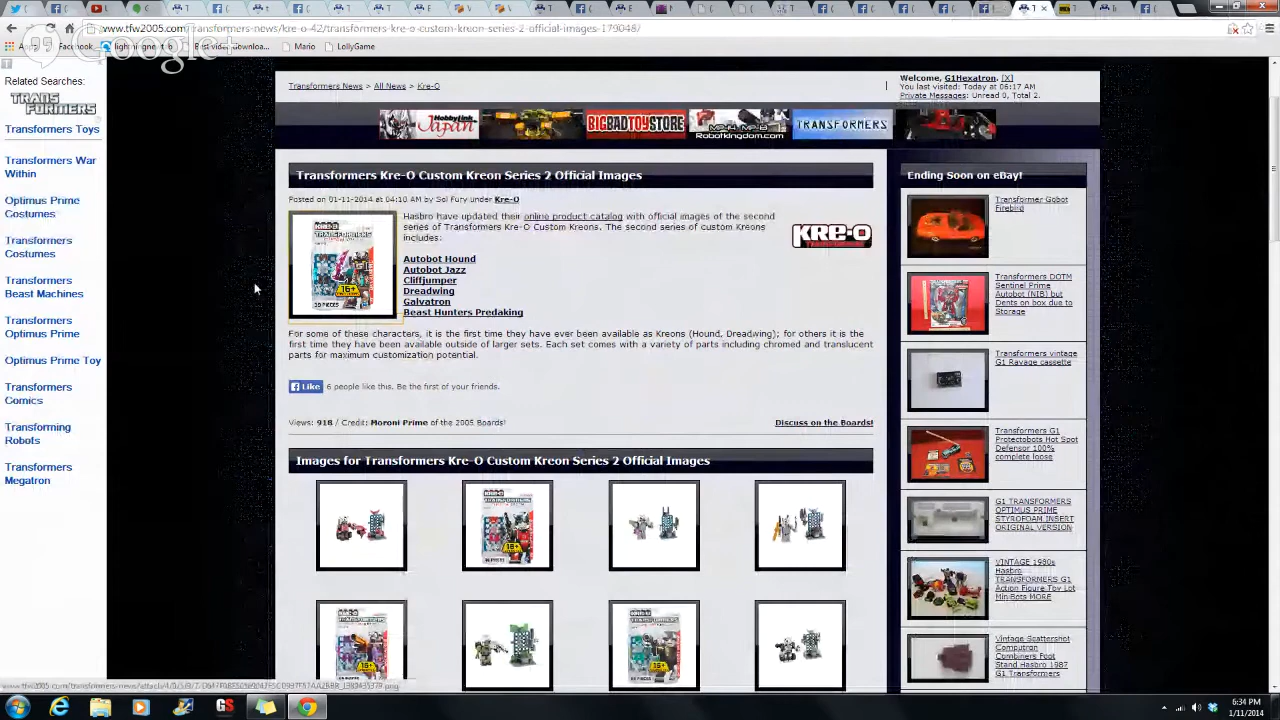 www.tfw2005.com/transformers-news/kre-o-42/transformers-kre-o-custom-kreon-series-2-official-images-179048/
Google+
Facebook
Best video downloa...
Mario
LollyGame
Related Searches:
TRANSFORMERS
Transformers Toys
Transformers War
Within
Optimus Prime
Costumes
Transformers
Costumes
Transformers
Beast Machines
Transformers
Optimus Prime
Optimus Prime Toy
Transformers
Comics
Transforming
Robots
Transformers
Megatron
Transformers News > All News > Kre-O
Welcome, G1Hexatron. [X]
You last visited: Today at 06:17 AM
Private Messages: Unread 0, Total 2.
HobbyLink Japan
BIGBADTOYSTORE
MP-14 MP-8
Robotkingdom.com
TRANSFORMERS
Transformers Kre-O Custom Kreon Series 2 Official Images
Posted on 01-11-2014 at 04:10 AM by Sol Fury under Kre-O
Hasbro have updated their online product catalog with official images of the second
series of Transformers Kre-O Custom Kreons. The second series of custom Kreons
includes:
KRE-O
Autobot Hound
Autobot Jazz
Cliffjumper
Dreadwing
Galvatron
Beast Hunters Predaking
For some of these characters, it is the first time they have ever been available as Kreons (Hound, Dreadwing); for others it is the
first time they have been available outside of larger sets. Each set comes with a variety of parts including chromed and translucent
parts for maximum customization potential.
Like
6 people like this. Be the first of your friends.
Views: 918 / Credit: Moroni Prime of the 2005 Boards!
Discuss on the Boards!
Images for Transformers Kre-O Custom Kreon Series 2 Official Images
Ending Soon on eBay!
Transformer Gobot
Firebird
Transformers DOTM
Sentinel Prime
Autobot (NIB) but
Dents on box due to
Storage
Transformers vintage
G1 Ravage cassette
Transformers G1
Protectobots Hot Spot
Defensor 100%
complete loose
G1 TRANSFORMERS
OPTIMUS PRIME
STYROFOAM INSERT
ORIGINAL VERSION
VINTAGE 1980s
Hasbro
TRANSFORMERS G1
Action Figure Toy Lot
Mini Bots MORE
Vintage Scattershot
Computron
Combiners Foot
Stand Hasbro 1987
G1 Transformers
GS
6:34 PM
1/11/2014